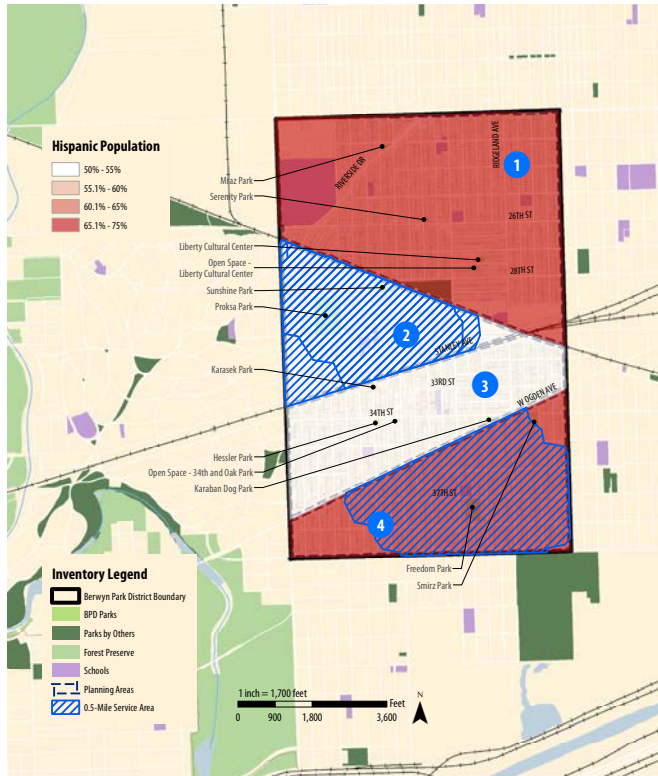 Hispanic Population
50% - 55%
55.1% - 60%
60.1% - 65%
65.1% - 75%
Mraz Park
Serenity Park
Liberty Cultural Center
Open Space -
Liberty Cultural Center
Sunshine Park
Proksa Park
Karasek Park
Hessler Park
Open Space - 34th and Oak Park
Karaban Dog Park
RIVERSIDE DR
RIDGELAND AVE
1
26TH ST
28TH ST
2
STANLEY AVE
33RD ST
3
W OGDEN AVE
34TH ST
37TH ST
4
Freedom Park
Smirz Park
Inventory Legend
Berwyn Park District Boundary
BPD Parks
Parks by Others
Forest Preserve
Schools
Planning Areas
0.5-Mile Service Area
1 inch = 1,700 feet
Feet
0 900 1,800 3,600
N